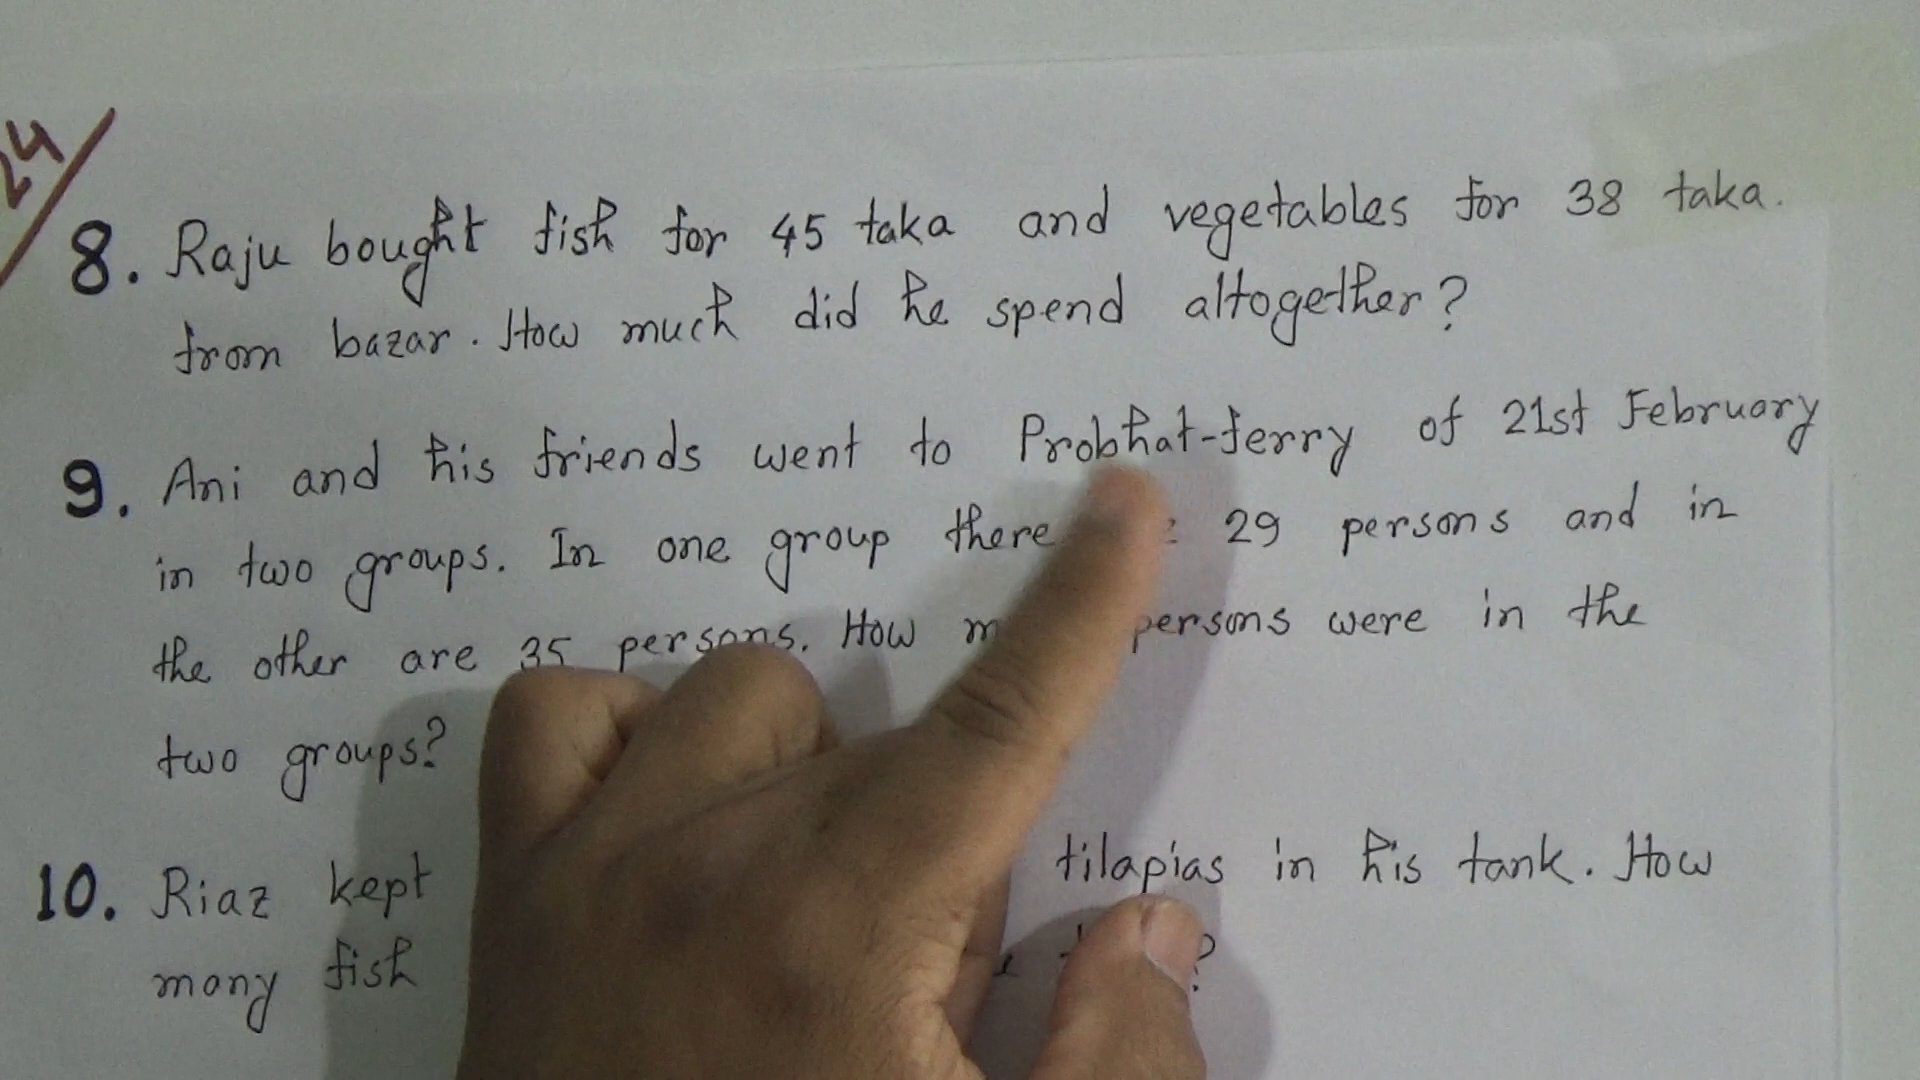 24
8. Raju bought fish for 45 taka and vegetables for 38 taka.
from bazar. How much did he spend altogether?
9. Ani and his friends went to Probhat-ferry of 21st February
in two groups. In one group there 29 persons and in
the other are 35 persons. How persons were in the
two groups?
10. Riaz kept tilapias in his tank. How
many fish ?